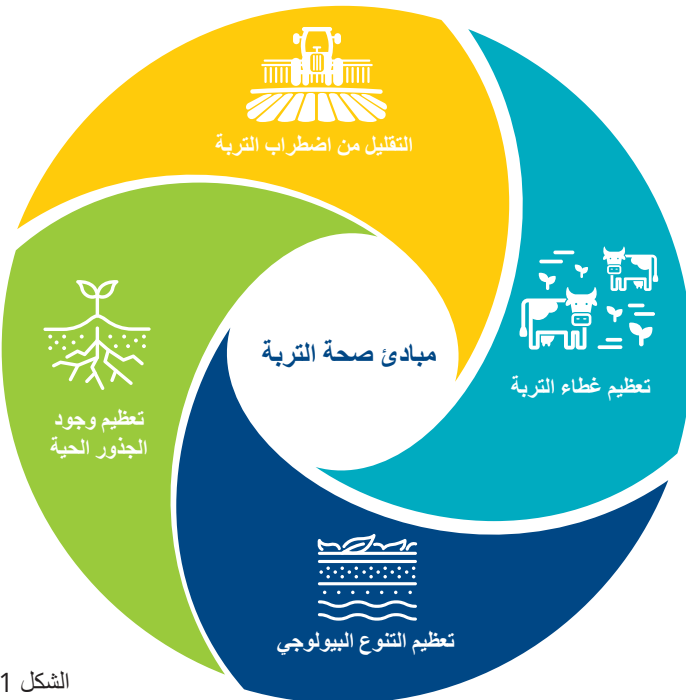 التقليل من اضطراب التربة
تعظيم غطاء التربة
مبادئ صحة التربة
تعظيم وجود
الجذور الحية
تعظيم التنوع البيولوجي
الشكل 1